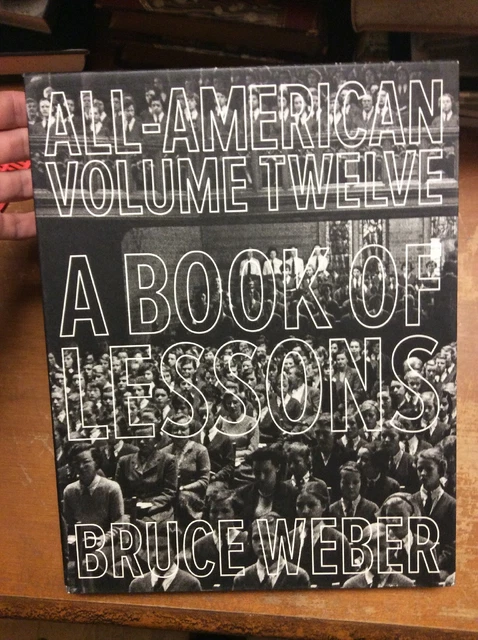 ALL-AMERICAN
VOLUME TWELVE
A BOOK OF
LESSONS
BRUCE WEBER